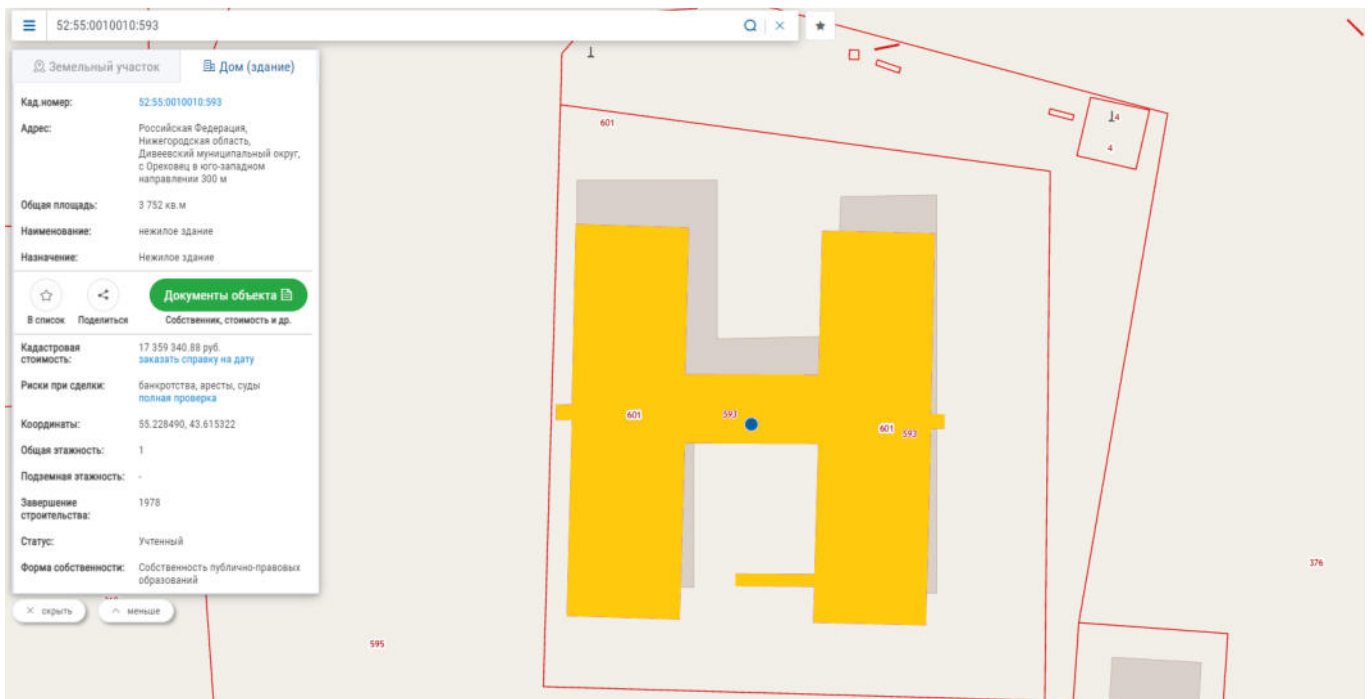 52:55:0010010:593
Земельный участок
Дом (здание)
Кад.номер:
52:55:0010010:593
Адрес:
Российская Федерация,
Нижегородская область,
Дивеевский муниципальный округ,
с Ореховец в юго-западном
направлении 300 м
Общая площадь:
3 752 кв.м
Наименование:
нежилое здание
Назначение:
Нежилое здание
В список
Поделиться
Документы объекта
Собственник, стоимость и др.
Кадастровая
стоимость:
17 359 340.88 руб.
заказать справку на дату
Риски при сделки:
банкротства, аресты, суды
полная проверка
Координаты:
55.228490, 43.615322
Общая этажность:
1
Подземная этажность:
-
Завершение
строительства:
1978
Статус:
Учтенный
Форма собственности:
Собственность публично-правовых
образований
скрыть
меньше
601
4
4
601
593
601
593
376
595